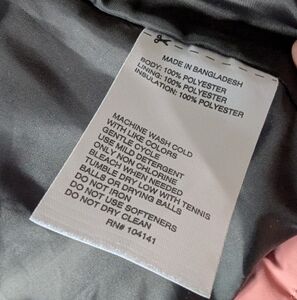 MADE IN BANGLADESH
BODY: 100% POLYESTER
LINING: 100% POLYESTER
INSULATION: 100% POLYESTER
MACHINE WASH COLD
WITH LIKE COLORS
GENTLE CYCLE
USE MILD DETERGENT
ONLY NON CHLORINE
BLEACH WHEN NEEDED
TUMBLE DRY LOW WITH TENNIS
BALLS OR DRYING BALLS
DO NOT IRON
DO NOT USE SOFTENERS
DO NOT DRY CLEAN
RN# 104141